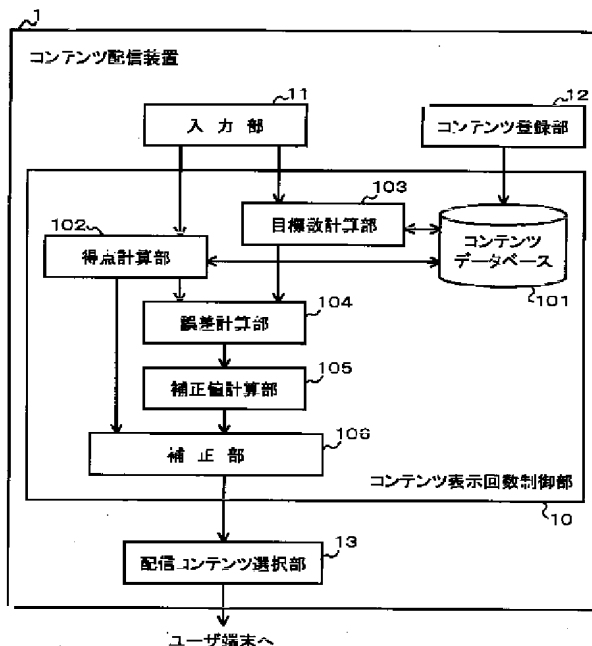 1
コンテンツ配信装置
11
入力部
12
コンテンツ登録部
103
目標数計算部
102
得点計算部
コンテンツ
データベース
101
誤差計算部
104
105
補正値計算部
106
補正部
コンテンツ表示回数制御部
10
13
配信コンテンツ選択部
ユーザ端末へ